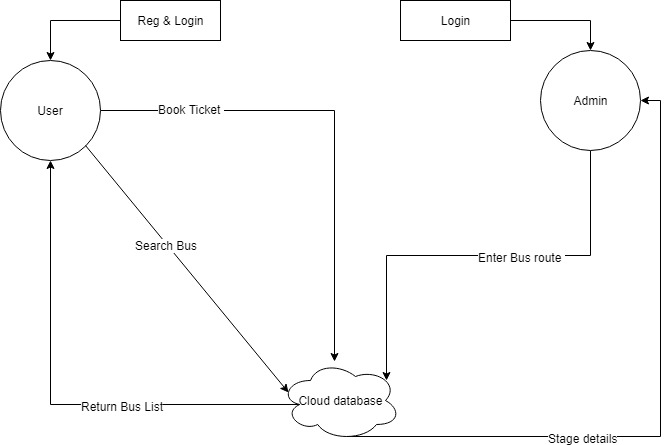 Reg & Login
Login
User
Book Ticket
Admin
Search Bus
Enter Bus route
Cloud database
Return Bus List
Stage details